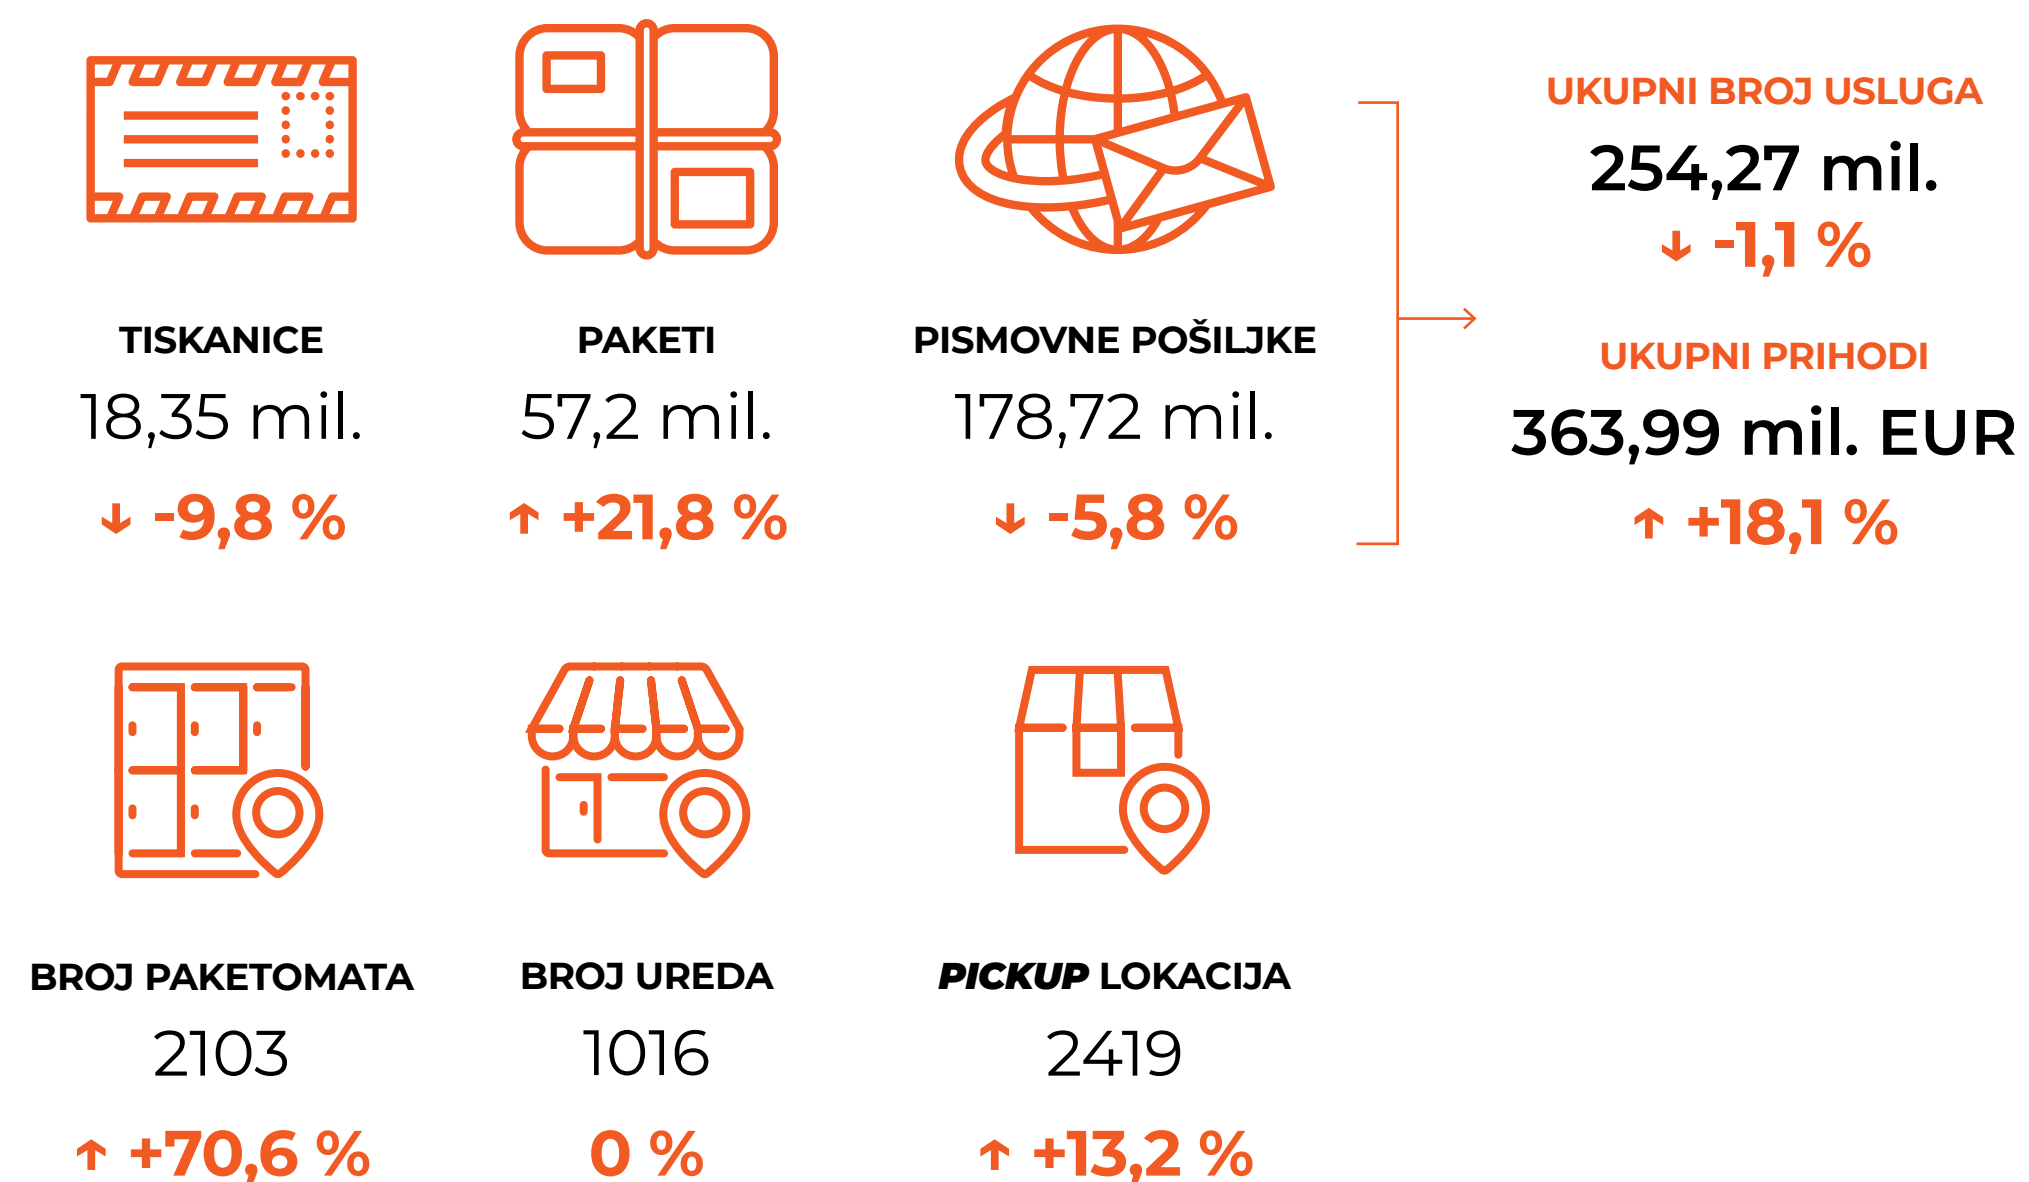 TISKANICE
18,35 mil.
↓ -9,8 %
PAKETI
57,2 mil.
↑ +21,8 %
PISMOVNE POŠILJKE
178,72 mil.
↓ -5,8 %
UKUPNI BROJ USLUGA
254,27 mil.
↓ -1,1 %
UKUPNI PRIHODI
363,99 mil. EUR
↑ +18,1 %
BROJ PAKETOMATA
2103
↑ +70,6 %
BROJ UREDA
1016
0 %
PICKUP LOKACIJA
2419
↑ +13,2 %